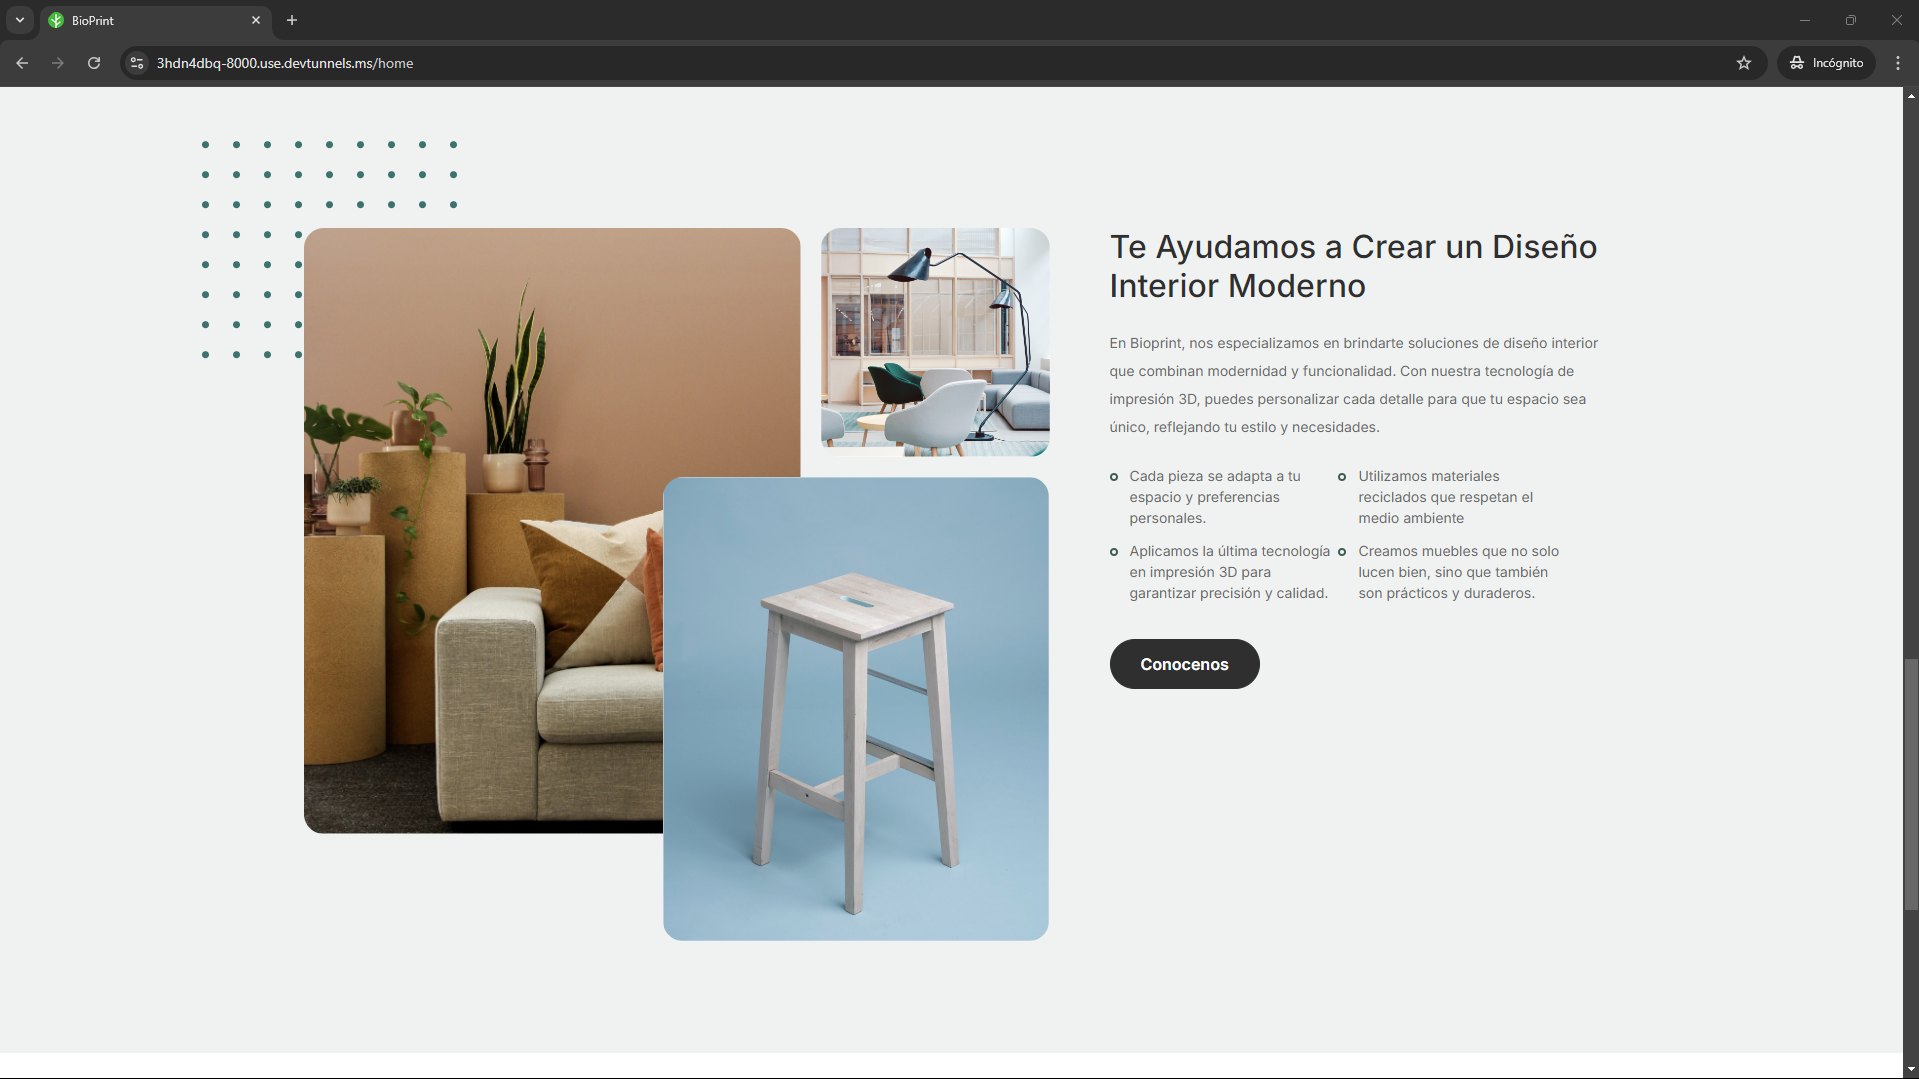 BioPrint
3hdn4dbq-8000.use.devtunnels.ms/home
Incógnito
Te Ayudamos a Crear un Diseño
Interior Moderno
En Bioprint, nos especializamos en brindarte soluciones de diseño interior
que combinan modernidad y funcionalidad. Con nuestra tecnología de
impresión 3D, puedes personalizar cada detalle para que tu espacio sea
único, reflejando tu estilo y necesidades.
Cada pieza se adapta a tu
espacio y preferencias
personales.
Utilizamos materiales
reciclados que respetan el
medio ambiente
Aplicamos la última tecnología
en impresión 3D para
garantizar precisión y calidad.
Creamos muebles que no solo
lucen bien, sino que también
son prácticos y duraderos.
Conocenos